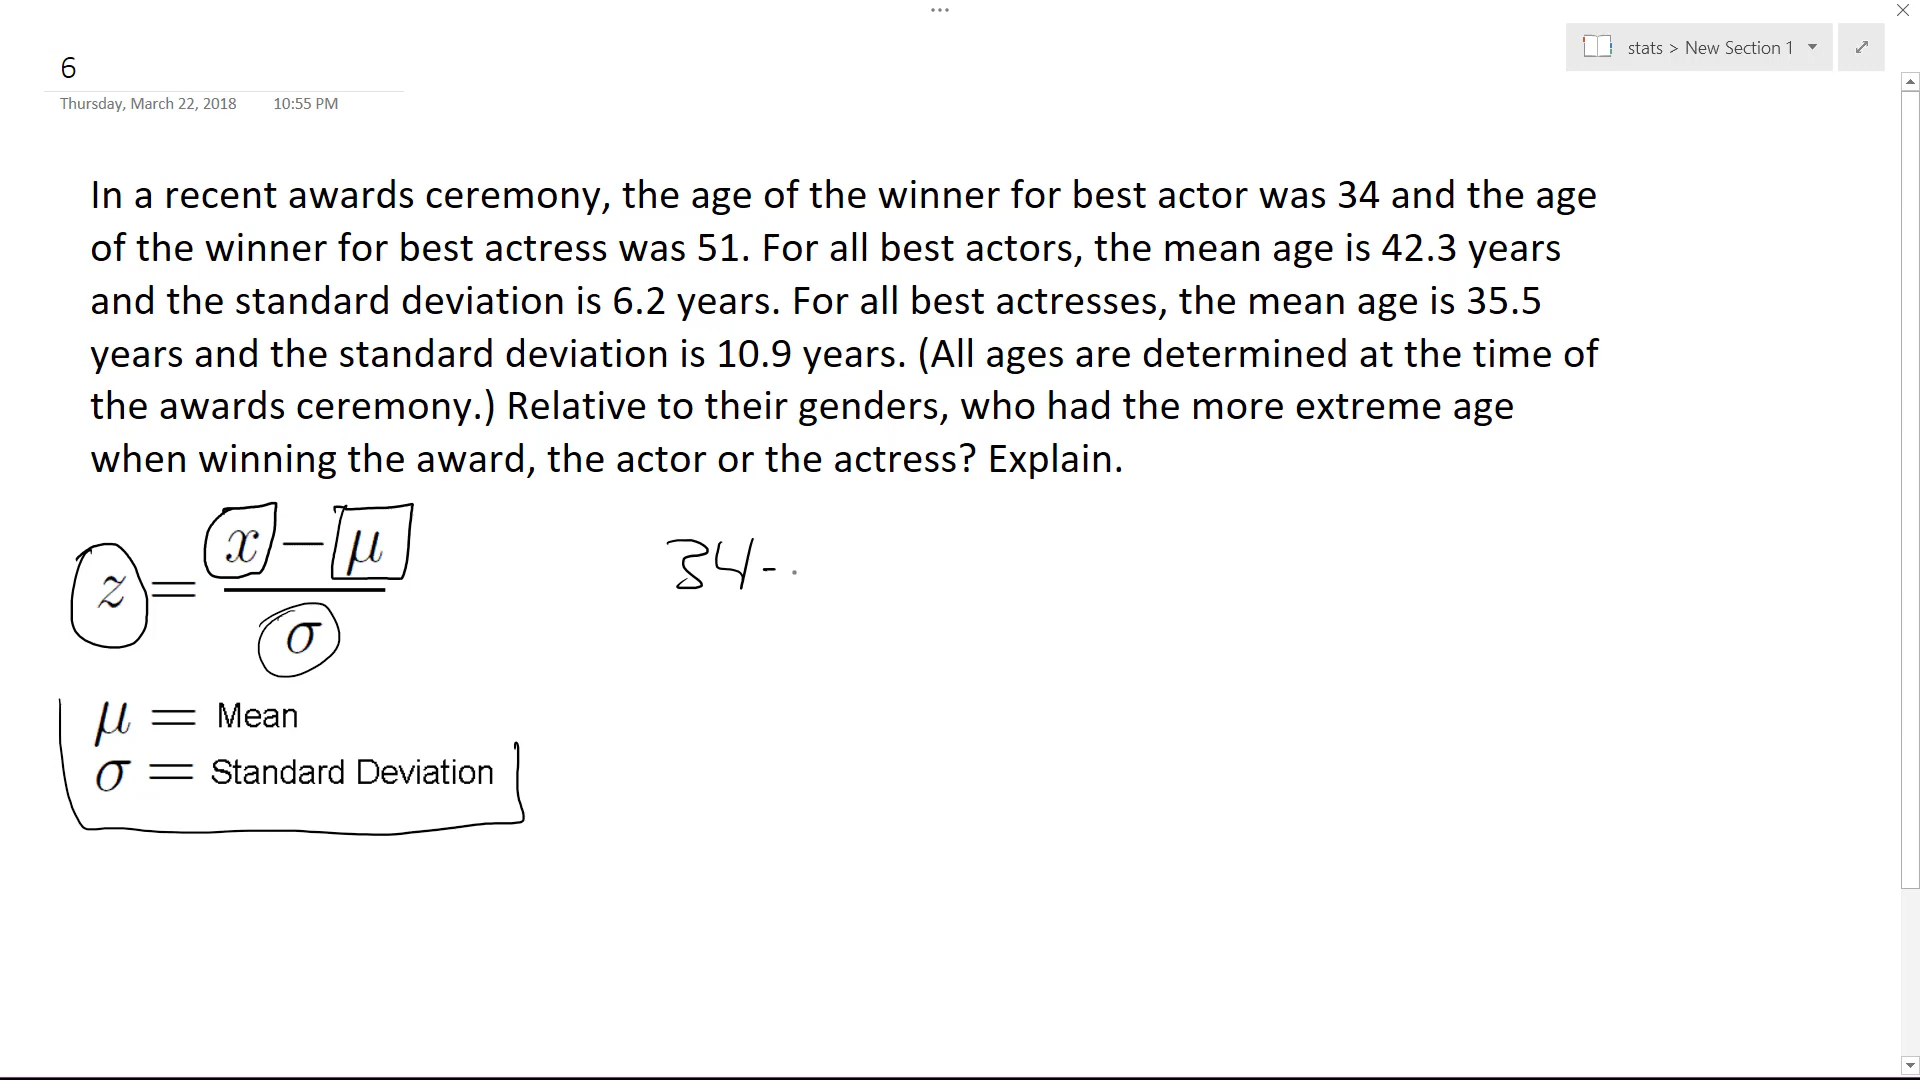 stats > New Section 1
6
Thursday, March 22, 2018 10:55 PM
In a recent awards ceremony, the age of the winner for best actor was 34 and the age
of the winner for best actress was 51. For all best actors, the mean age is 42.3 years
and the standard deviation is 6.2 years. For all best actresses, the mean age is 35.5
years and the standard deviation is 10.9 years. (All ages are determined at the time of
the awards ceremony.) Relative to their genders, who had the more extreme age
when winning the award, the actor or the actress? Explain.
x − μ
z =
σ
34 -
μ = Mean
σ = Standard Deviation